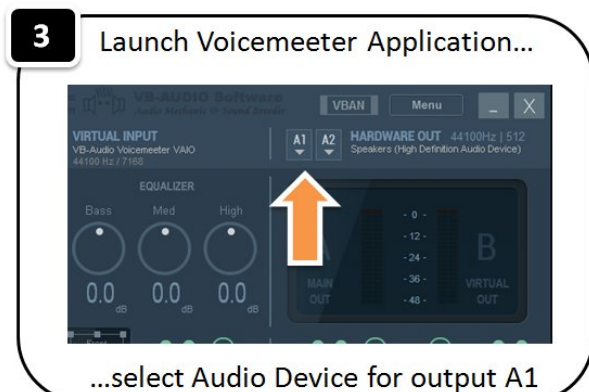 3
Launch Voicemeeter Application...
VB-AUDIO Software
Audio Mechanic & Sound Breeder
VBAN
Menu
_
X
VIRTUAL INPUT
VB-Audio Voicemeeter VAIO
44100 Hz / 7168
A1
A2
HARDWARE OUT 44100Hz | 512
Speakers (High Definition Audio Device)
EQUALIZER
Bass Med High
0.0 dB 0.0 dB 0.0 dB
- 0 -
- 12 -
- 24 -
- 36 -
- 48 -
A
MAIN
OUT
B
VIRTUAL
OUT
Front
...select Audio Device for output A1